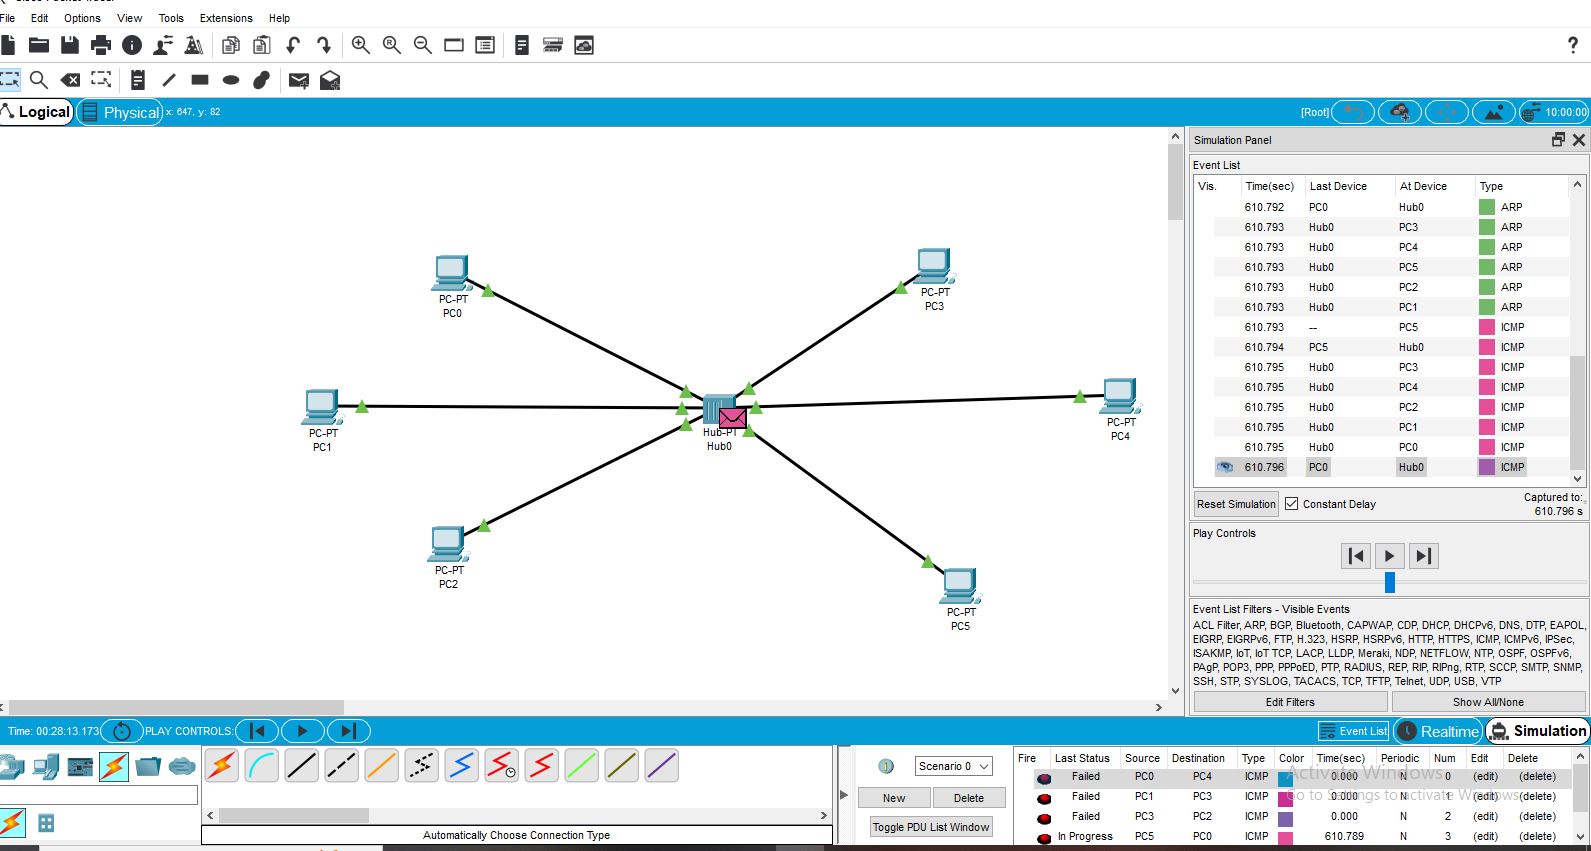 File Edit Options View Tools Extensions Help
?
Logical Physical x: 647, y: 82 [Root] 10:00:00
Simulation Panel
Event List
Vis. Time(sec) Last Device At Device Type
610.792 PC0 Hub0 ARP
610.793 Hub0 PC3 ARP
610.793 Hub0 PC4 ARP
610.793 Hub0 PC5 ARP
610.793 Hub0 PC2 ARP
610.793 Hub0 PC1 ARP
610.793 -- PC5 ICMP
610.794 PC5 Hub0 ICMP
610.795 Hub0 PC3 ICMP
610.795 Hub0 PC4 ICMP
610.795 Hub0 PC2 ICMP
610.795 Hub0 PC1 ICMP
610.795 Hub0 PC0 ICMP
610.796 PC0 Hub0 ICMP
Reset Simulation Constant Delay Captured to:
610.796 s
Play Controls
Event List Filters - Visible Events
ACL Filter, ARP, BGP, Bluetooth, CAPWAP, CDP, DHCP, DHCPv6, DNS, DTP, EAPOL,
EIGRP, EIGRPv6, FTP, H.323, HSRP, HSRPv6, HTTP, HTTPS, ICMP, ICMPv6, IPSec,
ISAKMP, IoT, IoT TCP, LACP, LLDP, Meraki, NDP, NETFLOW, NTP, OSPF, OSPFv6,
PAgP, POP3, PPP, PPPoED, PTP, RADIUS, REP, RIP, RIPng, RTP, SCCP, SMTP, SNMP,
SSH, STP, SYSLOG, TACACS, TCP, TFTP, Telnet, UDP, USB, VTP
Edit Filters Show All/None
PC-PT
PC0
PC-PT
PC3
PC-PT
PC1
Hub-PT
Hub0
PC-PT
PC4
PC-PT
PC2
PC-PT
PC5
Time: 00:28:13.173 PLAY CONTROLS: Event List Realtime Simulation
Automatically Choose Connection Type
Scenario 0
New Delete
Toggle PDU List Window
Fire Last Status Source Destination Type Color Time(sec) Periodic Num Edit Delete
Failed PC0 PC4 ICMP 0.000 N 0 (edit) (delete)
Failed PC1 PC3 ICMP 0.000 N 1 (edit) (delete)
Failed PC3 PC2 ICMP 0.000 N 2 (edit) (delete)
In Progress PC5 PC0 ICMP 610.789 N 3 (edit) (delete)
Activate Windows
Go to Settings to activate Windows.